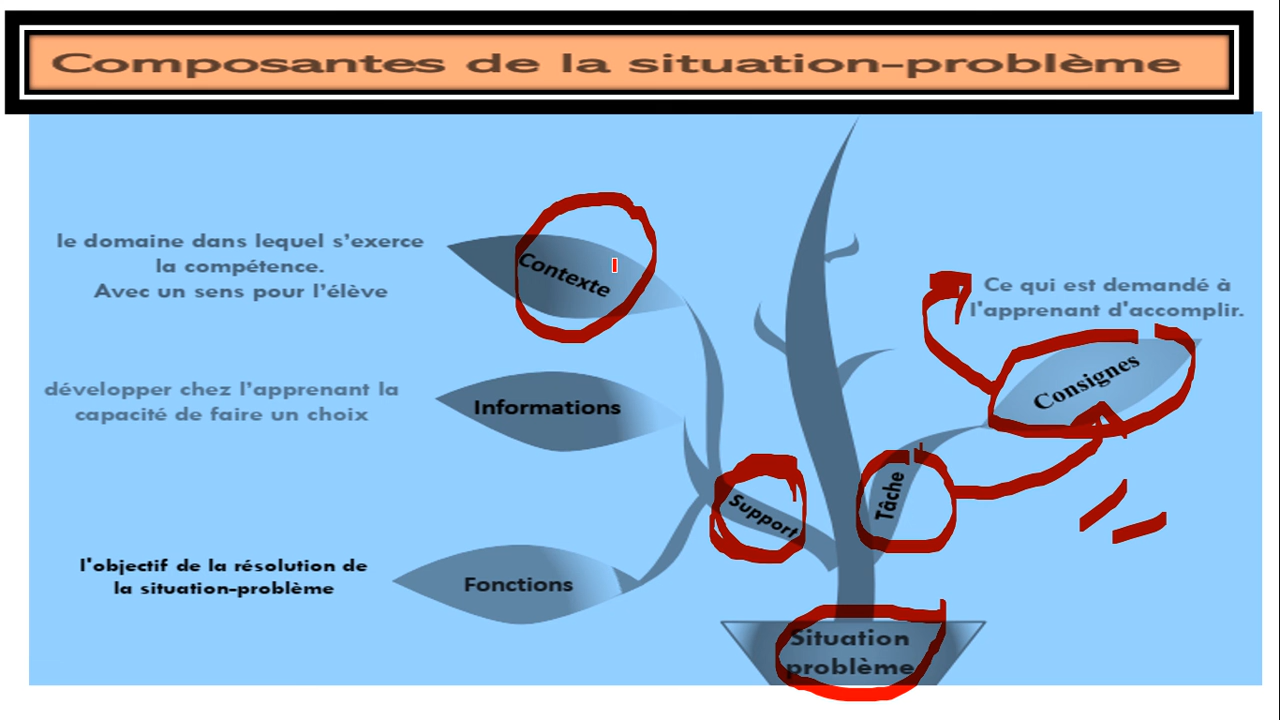 Composantes de la situation-problème
le domaine dans lequel s'exerce
la compétence.
Avec un sens pour l'élève
Contexte
Ce qui est demandé à
l'apprenant d'accomplir.
Consignes
développer chez l'apprenant la
capacité de faire un choix
Informations
Support
Tâche
l'objectif de la résolution de
la situation-problème
Fonctions
Situation
problème